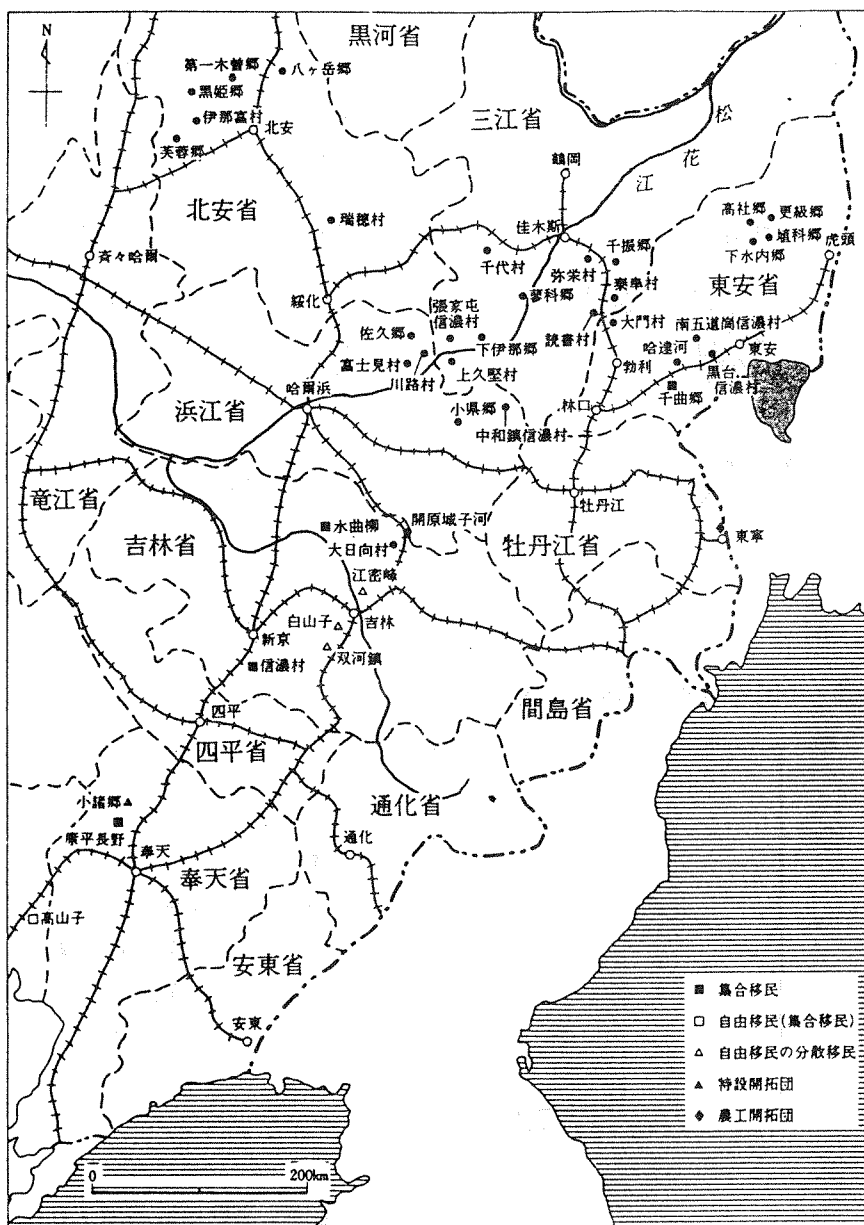 N
黒河省
第一木曽郷
八ヶ岳郷
黒姫郷
伊那富村
北安
芙蓉郷
三江省
松
花
江
鶴岡
北安省
瑞穂村
佳木斯
高社郷
更級郷
埴科郷
下水内郷
虎頭
斉々哈爾
千代村
弥栄村
千振郷
泰阜村
東安省
綏化
蓼科郷
張家屯
信濃村
佐久郷
下伊那郷
読書村
大門村
南五道崗信濃村
哈達河
東安
富士見村
川路村
上久堅村
勃利
黒台
信濃村
千曲郷
哈爾浜
浜江省
小県郷
中和鎮信濃村
林口
竜江省
吉林省
水曲柳
開原城子河
大日向村
牡丹江
牡丹江省
東寧
江密峰
白山子
吉林
新京
双河鎮
信濃村
間島省
四平
四平省
通化省
小諸郷
康平長野
奉天
通化
奉天省
高山子
安東省
安東
集合移民
自由移民(集合移民)
自由移民の分散移民
特設開拓団
農工開拓団
0
200km